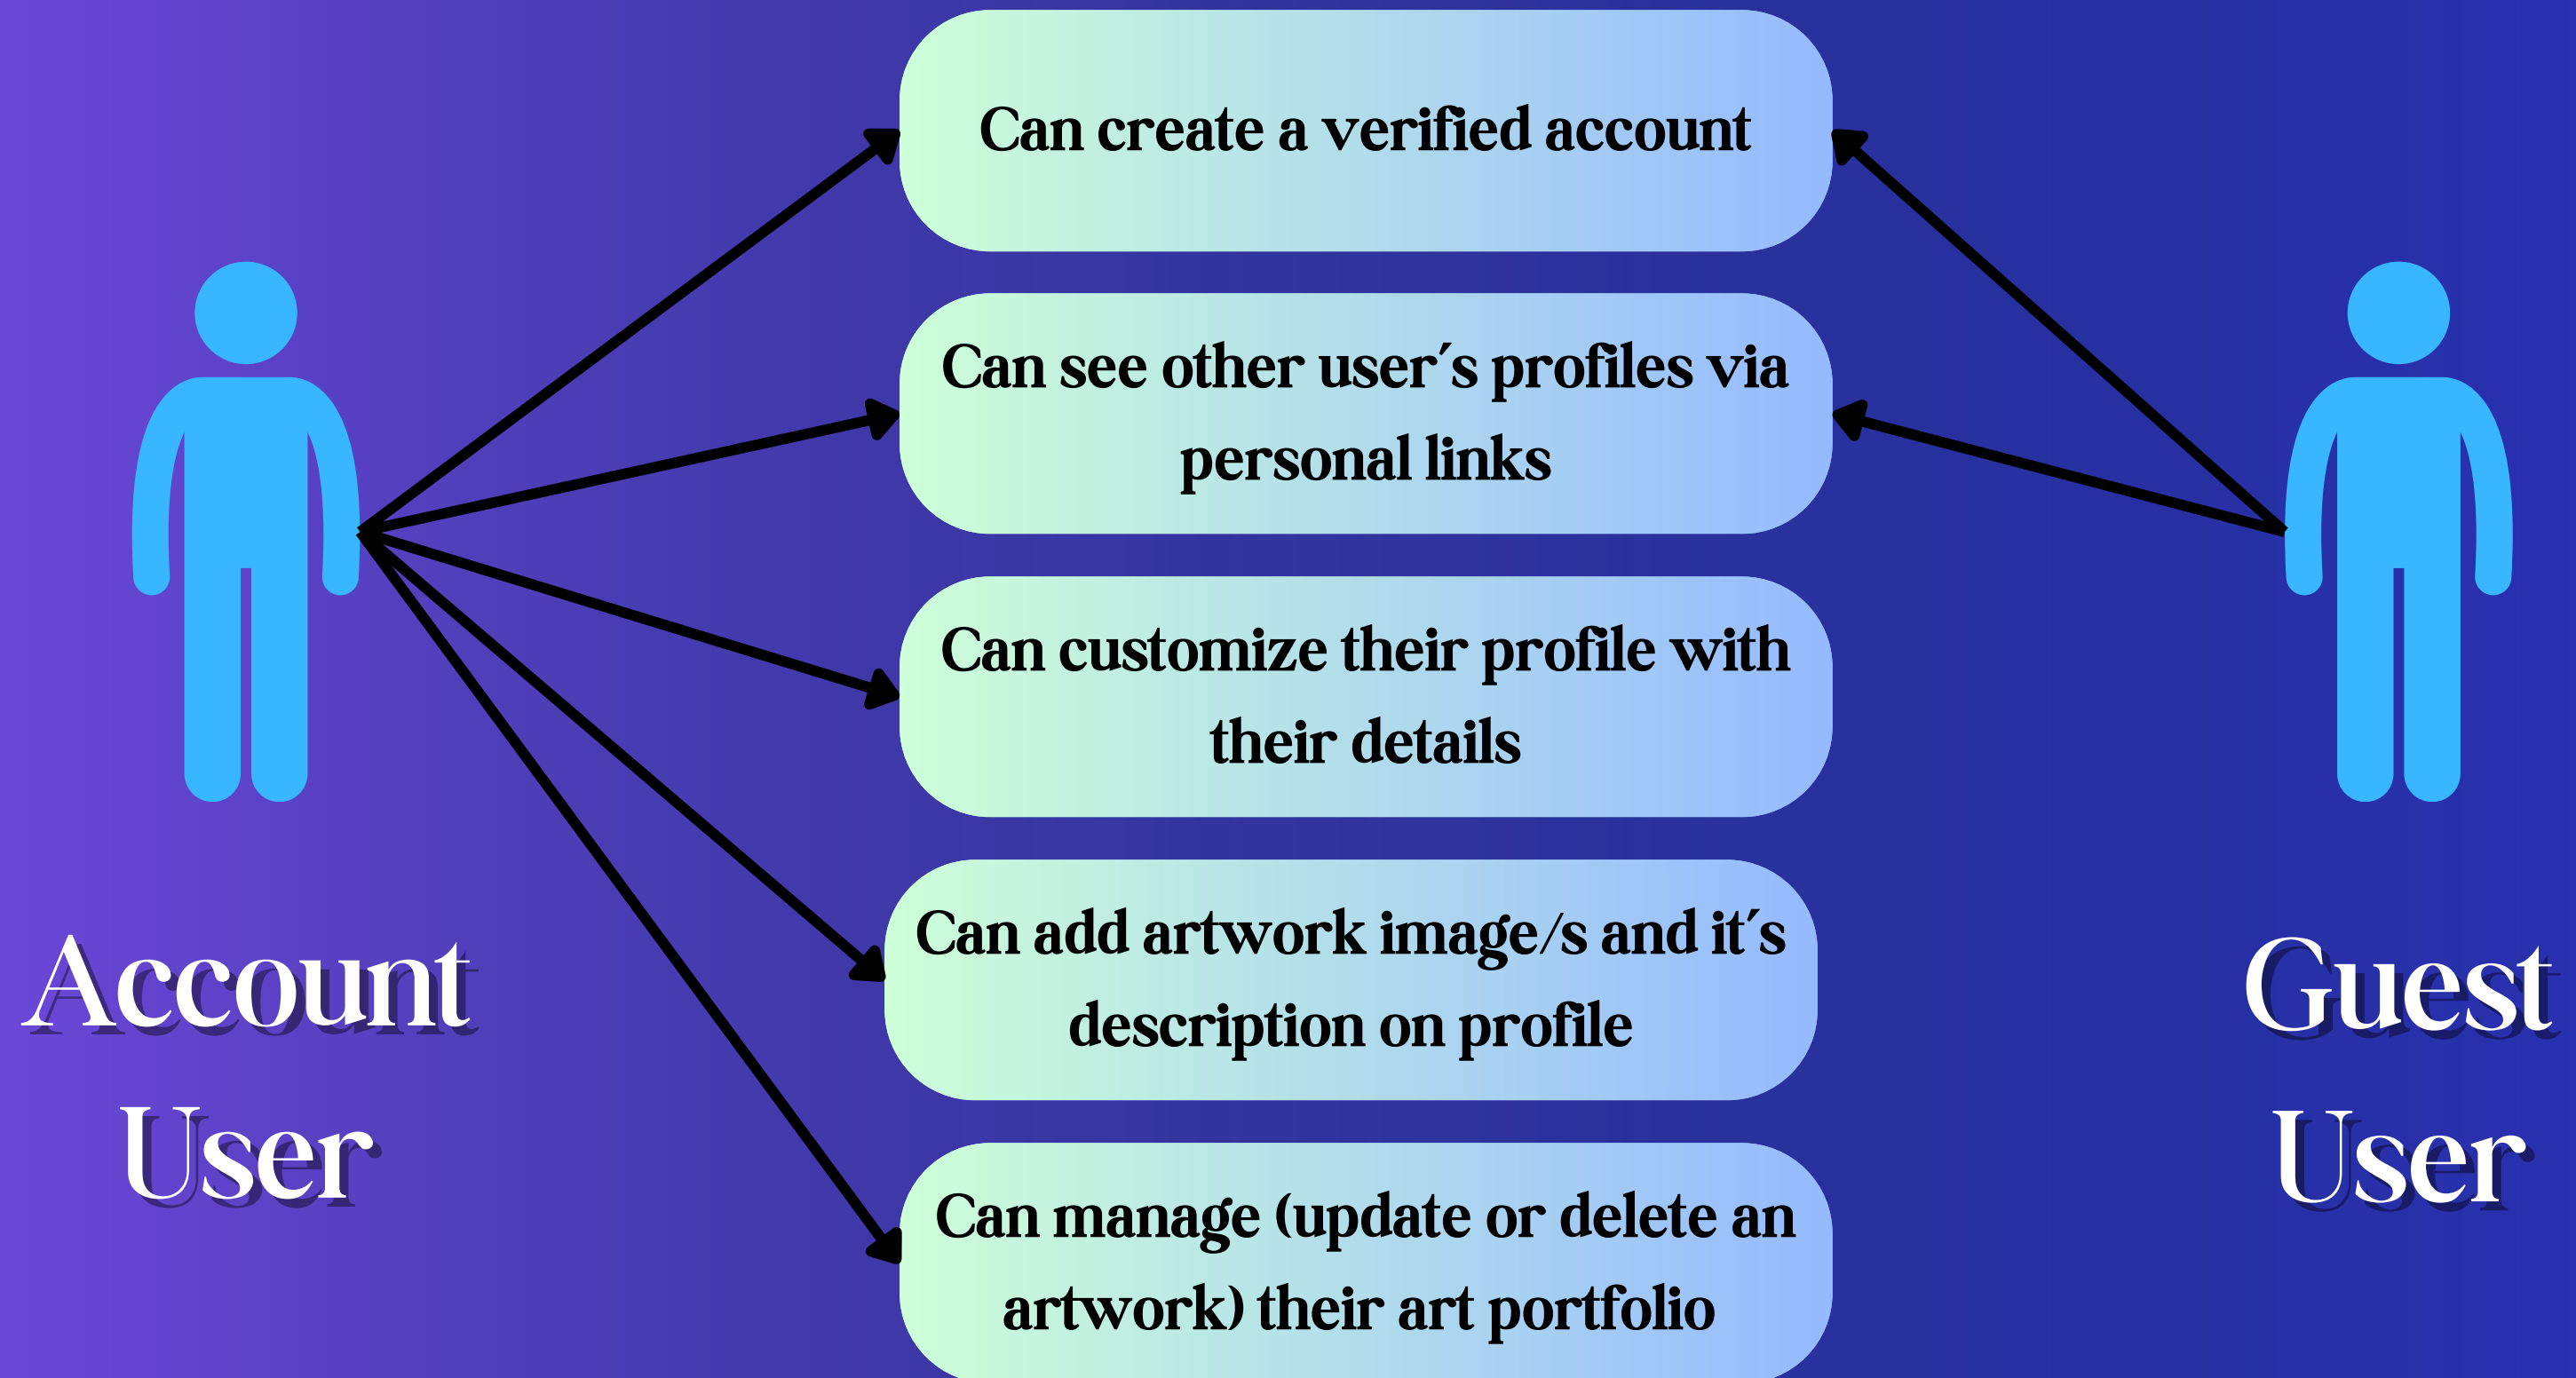 Can create a verified account
Can see other user's profiles via
personal links
Can customize their profile with
their details
Can add artwork image/s and it's
description on profile
Can manage (update or delete an
artwork) their art portfolio
Account
User
Guest
User